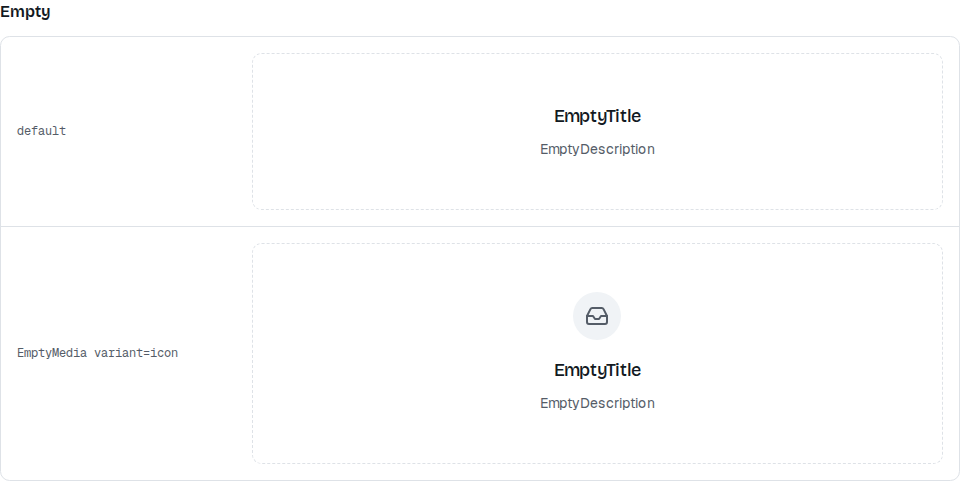 Empty
default
EmptyTitle
EmptyDescription
EmptyMedia variant=icon
EmptyTitle
EmptyDescription